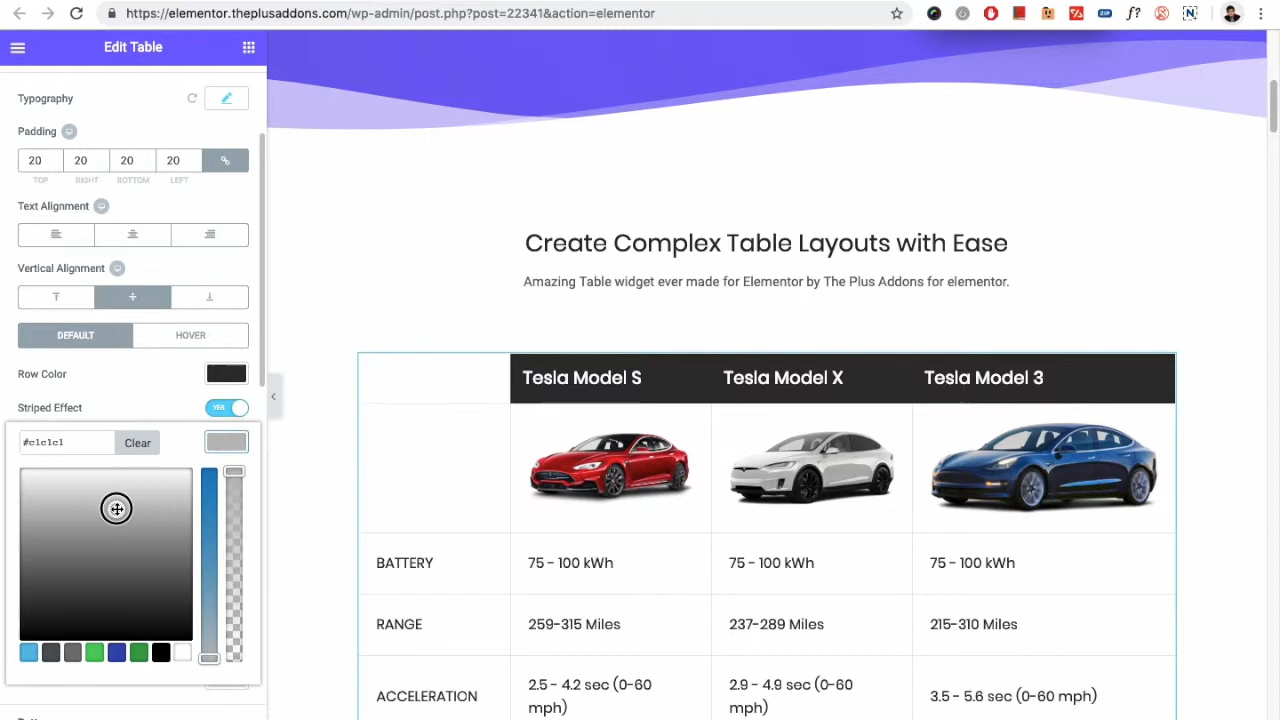 https://elementor.theplusaddons.com/wp-admin/post.php?post=22341&action=elementor
ZIP
f?
N
Edit Table
Typography
Padding
20 20 20 20
TOP RIGHT BOTTOM LEFT
Text Alignment
Vertical Alignment
DEFAULT HOVER
Row Color
Striped Effect YES
#c1c1c1 Clear
Create Complex Table Layouts with Ease
Amazing Table widget ever made for Elementor by The Plus Addons for elementor.
Tesla Model S Tesla Model X Tesla Model 3
BATTERY 75 - 100 kWh 75 - 100 kWh 75 - 100 kWh
RANGE 259-315 Miles 237-289 Miles 215-310 Miles
ACCELERATION 2.5 - 4.2 sec (0-60 mph) 2.9 - 4.9 sec (0-60 mph) 3.5 - 5.6 sec (0-60 mph)